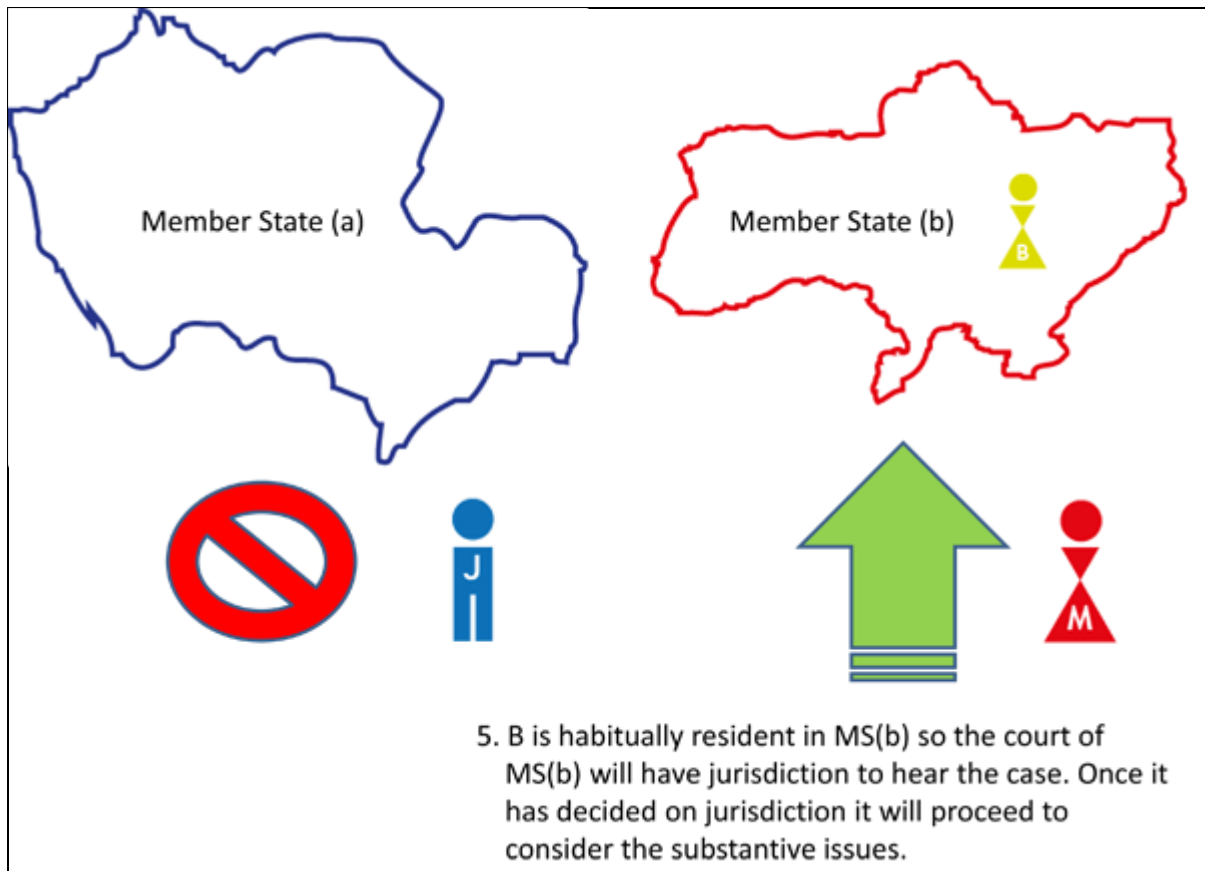 Member State (a)
Member State (b)
B
J
M
5. B is habitually resident in MS(b) so the court of
MS(b) will have jurisdiction to hear the case. Once it
has decided on jurisdiction it will proceed to
consider the substantive issues.